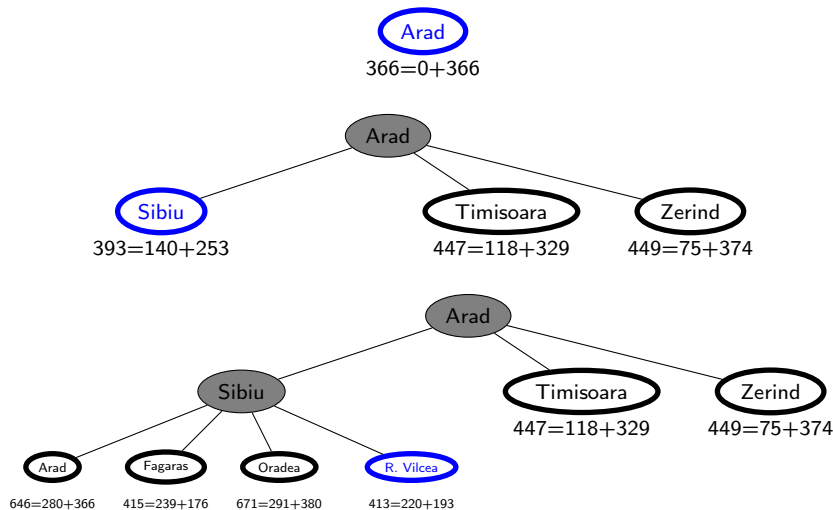 Arad
366=0+366
Arad
Sibiu Timisoara Zerind
393=140+253 447=118+329 449=75+374
Arad
Sibiu Timisoara Zerind
447=118+329 449=75+374
Arad Fagaras Oradea R. Vilcea
646=280+366 415=239+176 671=291+380 413=220+193